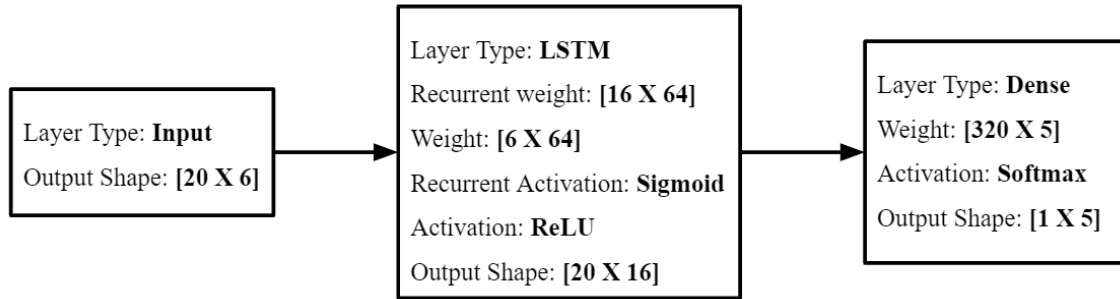 Layer Type: Input
Output Shape: [20 X 6]
Layer Type: LSTM
Recurrent weight: [16 X 64]
Weight: [6 X 64]
Recurrent Activation: Sigmoid
Activation: ReLU
Output Shape: [20 X 16]
Layer Type: Dense
Weight: [320 X 5]
Activation: Softmax
Output Shape: [1 X 5]